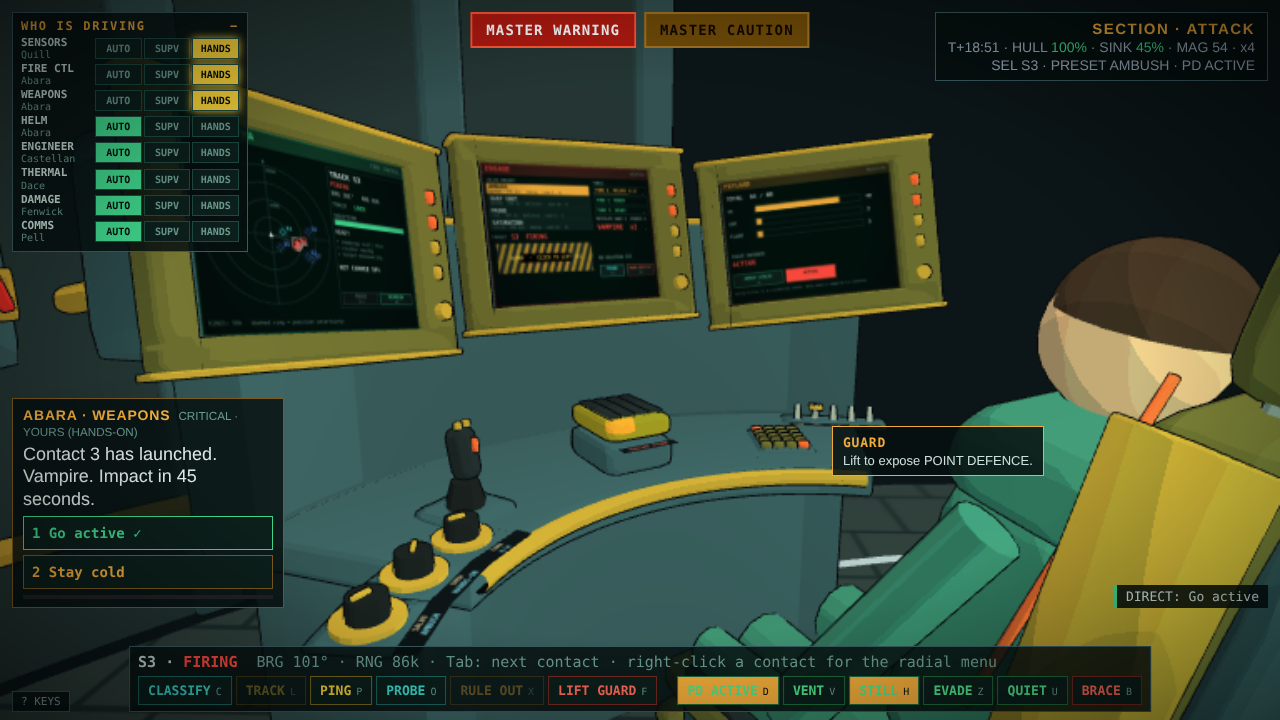 WHO IS DRIVING –
SENSORS
Quill
AUTO SUPV HANDS
FIRE CTL
Abara
AUTO SUPV HANDS
WEAPONS
Abara
AUTO SUPV HANDS
HELM
Abara
AUTO SUPV HANDS
ENGINEER
Castellan
AUTO SUPV HANDS
THERMAL
Dace
AUTO SUPV HANDS
DAMAGE
Fenwick
AUTO SUPV HANDS
COMMS
Pell
AUTO SUPV HANDS
MASTER WARNING
MASTER CAUTION
SECTION · ATTACK
T+18:51 · HULL 100% · SINK 45% · MAG 54 · x4
SEL S3 · PRESET AMBUSH · PD ACTIVE
TRACK S3
FIRING
S3 FIRING
ACTIVE
ABARA · WEAPONS CRITICAL ·
YOURS (HANDS-ON)
Contact 3 has launched.
Vampire. Impact in 45
seconds.
1 Go active ✓
2 Stay cold
GUARD
Lift to expose POINT DEFENCE.
DIRECT: Go active
S3 · FIRING BRG 101° · RNG 86k · Tab: next contact · right-click a contact for the radial menu
CLASSIFY C TRACK L PING P PROBE O RULE OUT X LIFT GUARD F PD ACTIVE D VENT V STILL H EVADE Z QUIET U BRACE B
? KEYS